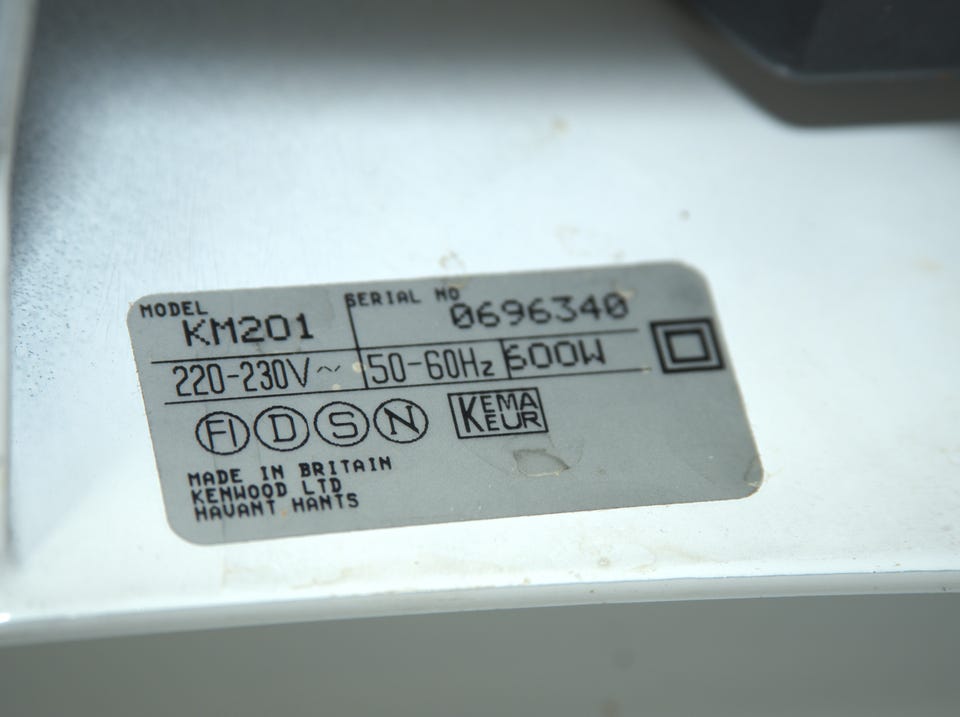 MODEL SERIAL NO
KM201 0696340
220-230V~ 50-60Hz 600W
FI D S N KEMA
EUR
MADE IN BRITAIN
KENWOOD LTD
HAVANT HANTS